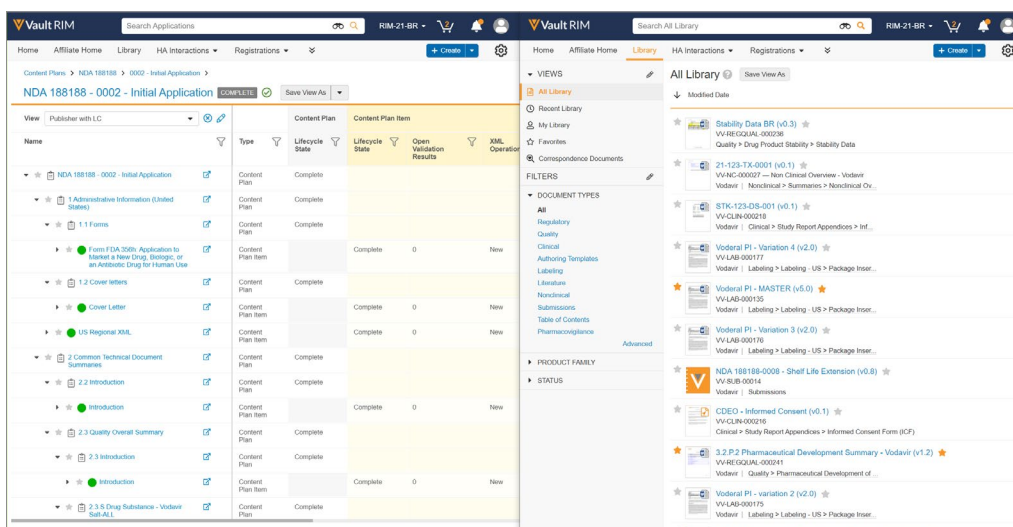 Vault RIM
Search Applications
RIM-21-BR
2
Home Affiliate Home Library HA Interactions Registrations
+ Create
Content Plans > NDA 188188 > 0002 - Initial Application >
NDA 188188 - 0002 - Initial Application COMPLETE Save View As
View Publisher with LC
Content Plan Content Plan Item
Name Type Lifecycle State Lifecycle State Open Validation Results XML Operation
NDA 188188 - 0002 - Initial Application Content Plan Complete
1 Administrative Information (United States) Content Plan Complete
1.1 Forms Content Plan Complete
Form FDA 356h: Application to Market a New Drug, Biologic, or an Antibiotic Drug for Human Use Content Plan Item Complete 0 New
1.2 Cover letters Content Plan Complete
Cover Letter Content Plan Item Complete 0 New
US Regional XML Content Plan Item Complete 0 New
2 Common Technical Document Summaries Content Plan Complete
2.2 Introduction Content Plan Complete
Introduction Content Plan Item Complete 0 New
2.3 Quality Overall Summary Content Plan Complete
2.3 Introduction Content Plan Complete
Introduction Content Plan Item Complete 0 New
2.3.S Drug Substance - Vodavir Salt-ALL Content Plan Complete
Vault RIM
Search All Library
RIM-21-BR
2
Home Affiliate Home Library HA Interactions Registrations
+ Create
VIEWS
All Library
Recent Library
My Library
Favorites
Correspondence Documents
FILTERS
DOCUMENT TYPES
All
Regulatory
Quality
Clinical
Authoring Templates
Labeling
Literature
Nonclinical
Submissions
Table of Contents
Pharmacovigilance
Advanced
PRODUCT FAMILY
STATUS
All Library Save View As
Modified Date
Stability Data BR (v0.3)
VV-REGQUAL-000236
Quality > Drug Product Stability > Stability Data
21-123-TX-0001 (v0.1)
VV-NC-000027 — Non Clinical Overview - Vodavir
Vodavir | Nonclinical > Summaries > Nonclinical Ov...
STK-123-DS-001 (v0.1)
VV-CLIN-000218
Vodavir | Clinical > Study Report Appendices > Inf...
Voderal PI - Variation 4 (v2.0)
VV-LAB-000177
Vodavir | Labeling > Labeling - US > Package Inser...
Voderal PI - MASTER (v5.0)
VV-LAB-000135
Vodavir | Labeling > Labeling - US > Package Inser...
Voderal PI - Variation 3 (v2.0)
VV-LAB-000176
Vodavir | Labeling > Labeling - US > Package Inser...
NDA 188188-0008 - Shelf Life Extension (v0.8)
VV-SUB-00014
Vodavir | Submissions
CDEO - Informed Consent (v0.1)
VV-CLIN-000216
Clinical > Study Report Appendices > Informed Consent Form (ICF)
3.2.P.2 Pharmaceutical Development Summary - Vodavir (v1.2)
VV-REGQUAL-000241
Vodavir | Quality > Pharmaceutical Development of ...
Voderal PI - variation 2 (v2.0)
VV-LAB-000175
Vodavir | Labeling > Labeling - US > Package Inser...